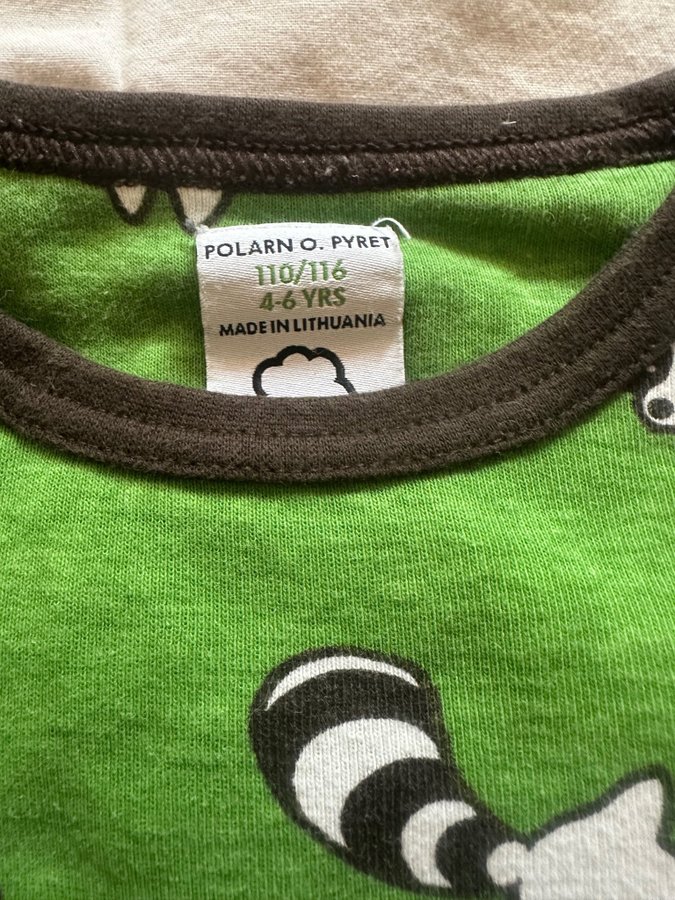 POLARN O. PYRET
110/116
4-6 YRS
MADE IN LITHUANIA